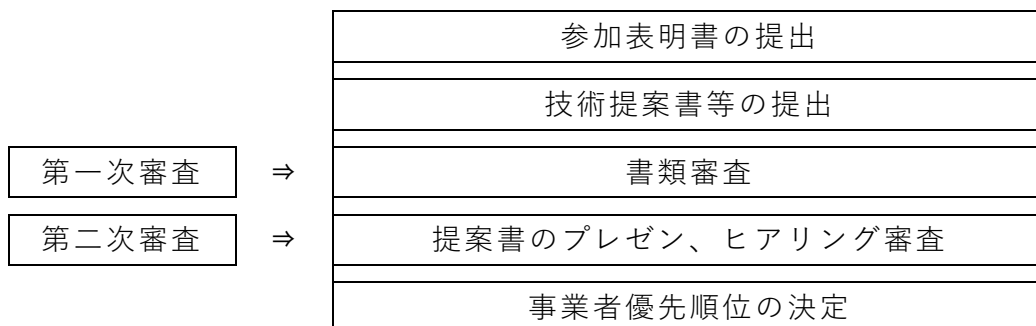 参加表明書の提出
技術提案書等の提出
第一次審査 ⇒ 書類審査
第二次審査 ⇒ 提案書のプレゼン、ヒアリング審査
事業者優先順位の決定